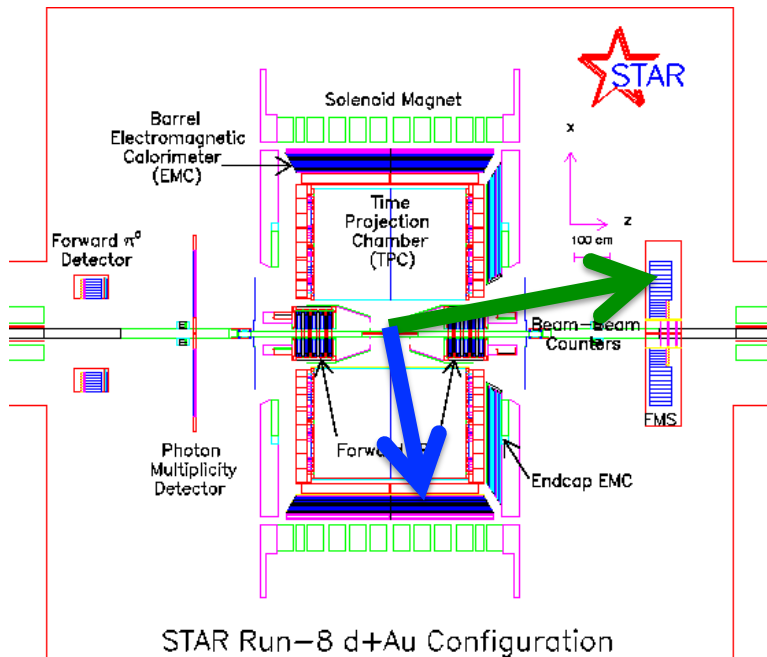 STAR
Solenoid Magnet
Barrel
Electromagnetic
Calorimeter
(EMC)
x
z
100 cm
Time
Projection
Chamber
(TPC)
Forward π⁰
Detector
Beam-Beam
Counters
FMS
Photon
Multiplicity
Detector
Forward
Endcap EMC
STAR Run-8 d+Au Configuration